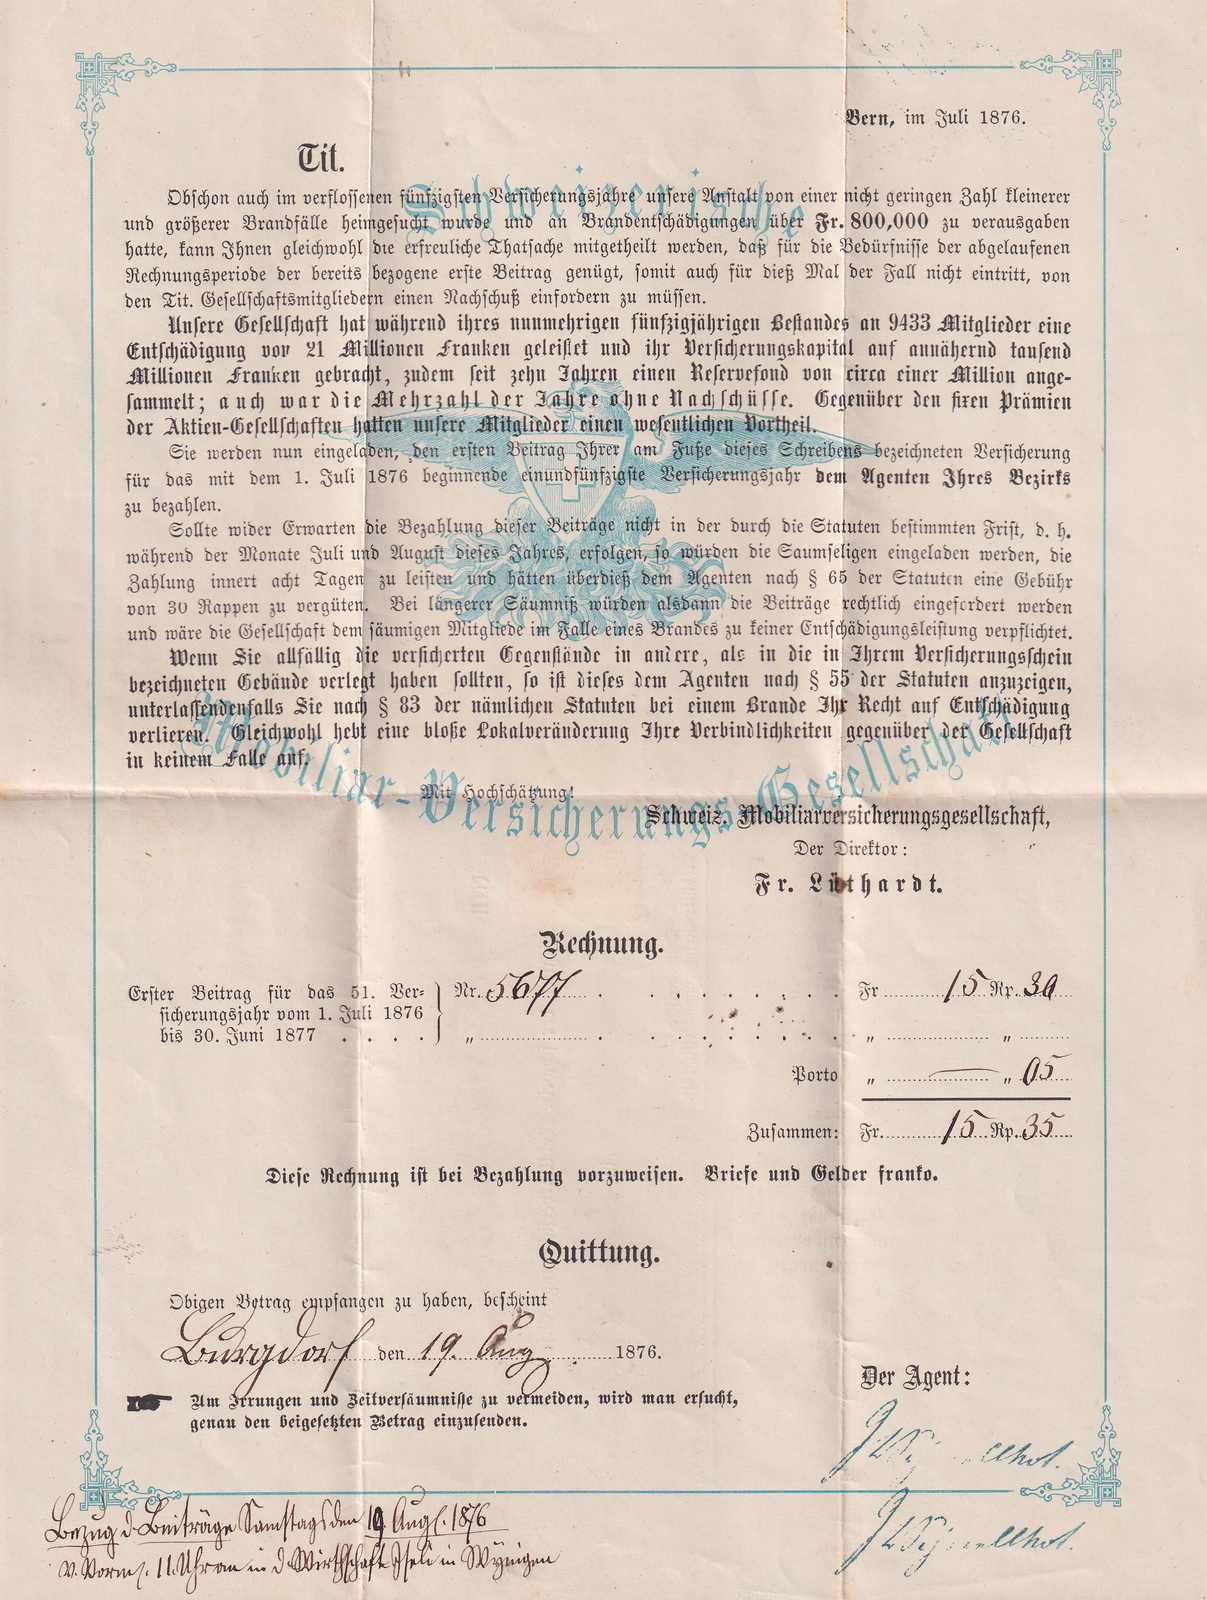 Bern, im Juli 1876.
Tit.
Obschon auch im verflossenen fünfzigsten Versicherungsjahre unsere Anstalt von einer nicht geringen Zahl kleinerer
und größerer Brandfälle heimgesucht wurde und an Brandentschädigungen über Fr. 800,000 zu verausgaben
hatte, kann Ihnen gleichwohl die erfreuliche Thatsache mitgetheilt werden, daß für die Bedürfnisse der abgelaufenen
Rechnungsperiode der bereits bezogene erste Beitrag genügt, somit auch für dieß Mal der Fall nicht eintritt, von
den Tit. Gesellschaftsmitgliedern einen Nachschuß einfordern zu müssen.
Unsere Gesellschaft hat während ihres nunmehrigen fünfzigjährigen Bestandes an 9433 Mitglieder eine
Entschädigung von 21 Millionen Franken geleistet und ihr Versicherungskapital auf annähernd tausend
Millionen Franken gebracht, zudem seit zehn Jahren einen Reservefond von circa einer Million ange-
sammelt; auch war die Mehrzahl der Jahre ohne Nachschüsse. Gegenüber den fixen Prämien
der Aktien-Gesellschaften hatten unsere Mitglieder einen wesentlichen Vortheil.
Sie werden nun eingeladen, den ersten Beitrag Ihrer am Fuße dieses Schreibens bezeichneten Versicherung
für das mit dem 1. Juli 1876 beginnende einundfünfzigste Versicherungsjahr dem Agenten Ihres Bezirks
zu bezahlen.
Sollte wider Erwarten die Bezahlung dieser Beiträge nicht in der durch die Statuten bestimmten Frist, d. h.
während der Monate Juli und August dieses Jahres, erfolgen, so würden die Saumseligen eingeladen werden, die
Zahlung innert acht Tagen zu leisten und hätten überdieß dem Agenten nach § 65 der Statuten eine Gebühr
von 30 Rappen zu vergüten. Bei längerer Säumniß würden alsdann die Beiträge rechtlich eingefordert werden
und wäre die Gesellschaft dem säumigen Mitgliede im Falle eines Brandes zu keiner Entschädigungsleistung verpflichtet.
Wenn Sie allfällig die versicherten Gegenstände in andere, als in die in Ihrem Versicherungsschein
bezeichneten Gebäude verlegt haben sollten, so ist dieses dem Agenten nach § 55 der Statuten anzuzeigen,
unterlassendenfalls Sie nach § 83 der nämlichen Statuten bei einem Brande Ihr Recht auf Entschädigung
verlieren. Gleichwohl hebt eine bloße Lokalveränderung Ihre Verbindlichkeiten gegenüber der Gesellschaft
in keinem Falle auf.
Schweizerische
Mobiliar-Versicherungs-Gesellschaft
Mit Hochschätzung!
Schweiz. Mobiliarversicherungsgesellschaft,
Der Direktor:
Fr. Lüthardt.
Rechnung.
Erster Beitrag für das 51. Ver- Nr. 5677 Fr 15 Rp. 30
sicherungsjahr vom 1. Juli 1876
bis 30. Juni 1877 " " "
Porto " — " 05
Zusammen: Fr. 15 Rp. 35
Diese Rechnung ist bei Bezahlung vorzuweisen. Briefe und Gelder franko.
Quittung.
Obigen Betrag empfangen zu haben, bescheint
Burgdorf den 19. Aug 1876.
Der Agent:
Um Irrungen und Zeitversäumnisse zu vermeiden, wird man ersucht,
genau den beigesetzten Betrag einzusenden.
Bezug d. Beiträge Samstags den 19 Aug. 1876
v. Vorm. 11 Uhr an in d. Wirthschaft Iseli in Wynigen